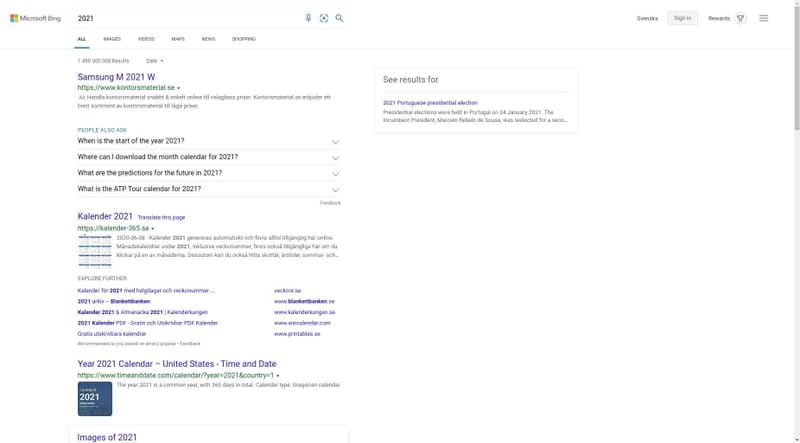 Microsoft Bing
2021
Svenska
Sign in
Rewards
ALL
IMAGES
VIDEOS
MAPS
NEWS
SHOPPING
1 490 000 000 Results
Date
Samsung M 2021 W
https://www.kontorsmaterial.se
Ad Handla kontorsmaterial snabbt & enkelt online till oslagbara priser. Kontorsmaterial.se erbjuder ett
brett sortiment av kontorsmaterial till låga priser.
PEOPLE ALSO ASK
When is the start of the year 2021?
Where can I download the month calendar for 2021?
What are the predictions for the future in 2021?
What is the ATP Tour calendar for 2021?
Feedback
Kalender 2021 Translate this page
https://kalender-365.se
2020-06-08 · Kalender 2021 genereras automatiskt och finns alltid tillgänglig här online.
Månadskalendrar under 2021, inklusive veckonummer, finns också tillgängliga här om du
klickar på en av månaderna. Dessutom kan du också hitta skottår, årstider, sommar- och...
EXPLORE FURTHER
Kalender för 2021 med helgdagar och veckonummer ... veckonr.se
2021 arkiv – Blankettbanken www.blankettbanken.se
Kalender 2021 & Almanacka 2021 | Kalenderkungen www.kalenderkungen.se
2021 Kalender PDF - Gratis och Utskrivbar PDF Kalender www.wincalendar.com
Gratis utskrivbara kalendrar www.printables.se
Recommended to you based on what's popular • Feedback
Year 2021 Calendar – United States - Time and Date
https://www.timeanddate.com/calendar/?year=2021&country=1
CALENDAR
2021
The year 2021 is a common year, with 365 days in total. Calendar type: Gregorian calendar
Images of 2021
See results for
2021 Portuguese presidential election
Presidential elections were held in Portugal on 24 January 2021. The
incumbent President, Marcelo Rebelo de Sousa, was reelected for a seco...